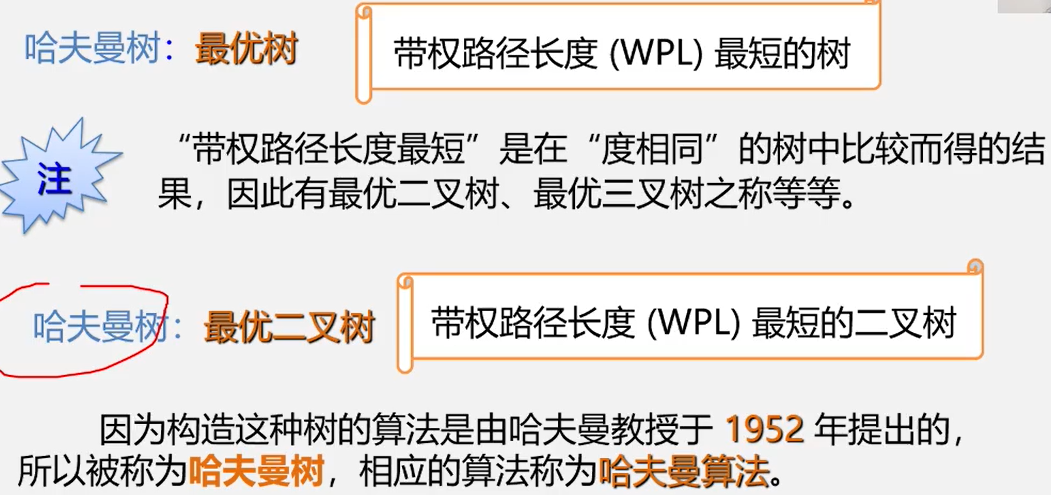 哈夫曼树：最优树
带权路径长度 (WPL) 最短的树
注
“带权路径长度最短”是在“度相同”的树中比较而得的结
果，因此有最优二叉树、最优三叉树之称等等。
哈夫曼树：最优二叉树
带权路径长度 (WPL) 最短的二叉树
因为构造这种树的算法是由哈夫曼教授于 1952 年提出的，
所以被称为哈夫曼树，相应的算法称为哈夫曼算法。